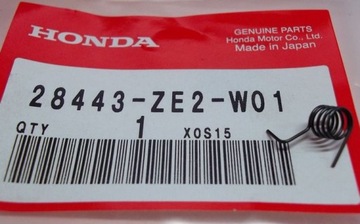 HONDA
GENUINE PARTS
Honda Motor Co., Ltd.
Made in Japan
28443-ZE2-W01
QTY 1 X0S15